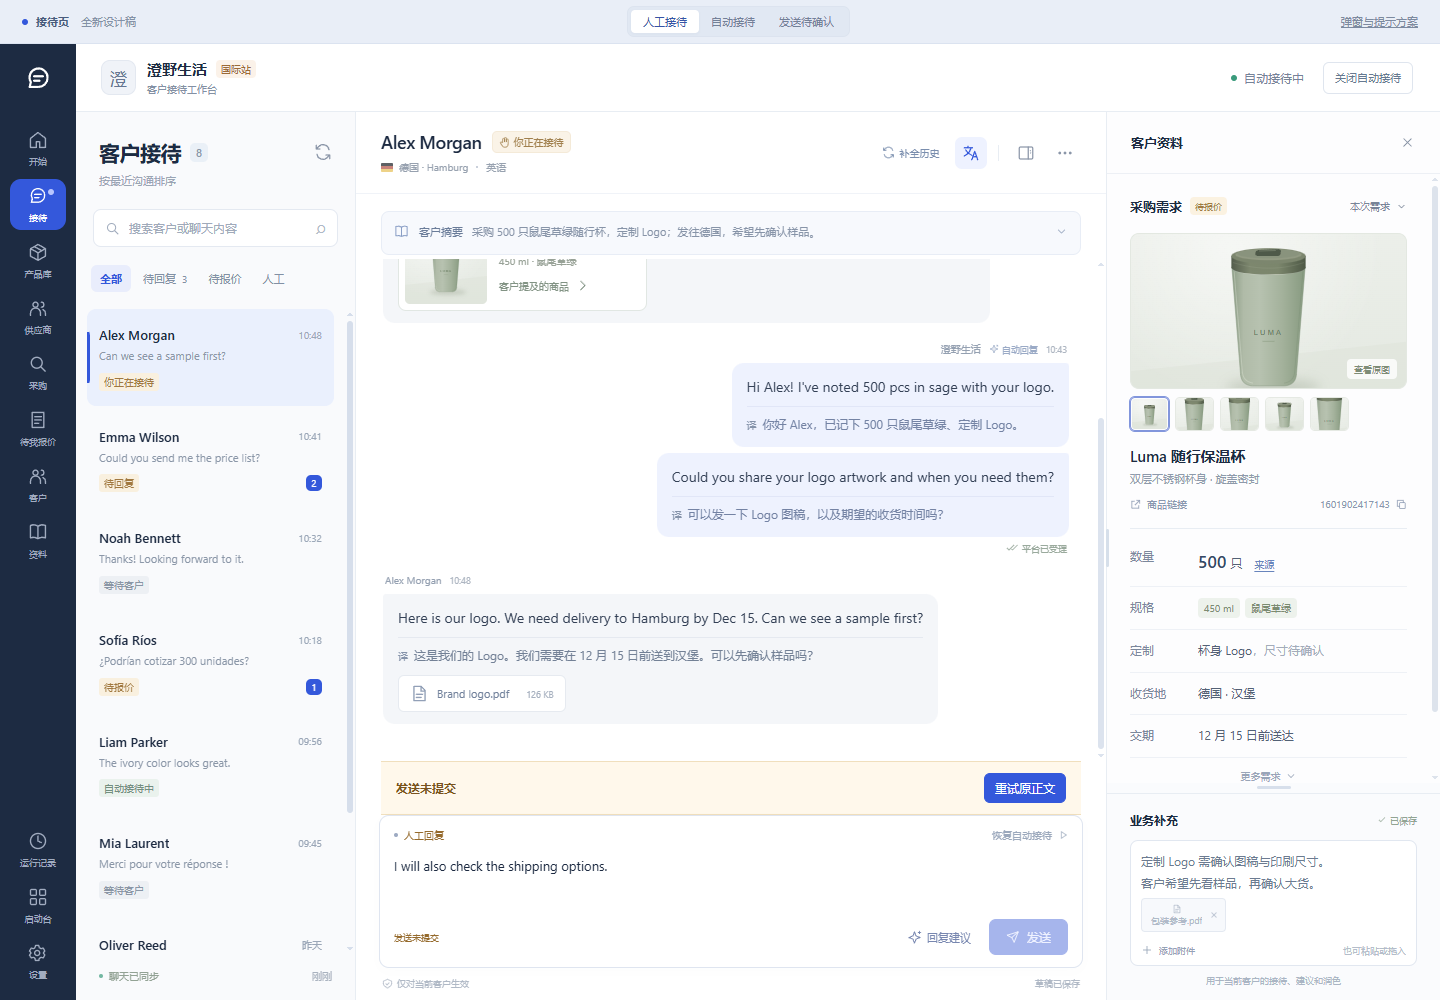 接待页 全新设计稿
人工接待 自动接待 发送待确认
弹窗与提示方案
澄
澄野生活 国际站
客户接待工作台
自动接待中 关闭自动接待
开始
接待
产品库
供应商
采购
待我报价
客户
资料
运行记录
启动台
设置
客户接待 8
按最近沟通排序
搜索客户或聊天内容
全部 待回复 3 待报价 人工
Alex Morgan 10:48
Can we see a sample first?
你正在接待
Emma Wilson 10:41
Could you send me the price list?
待回复 2
Noah Bennett 10:32
Thanks! Looking forward to it.
等待客户
Sofía Ríos 10:18
¿Podrían cotizar 300 unidades?
待报价 1
Liam Parker 09:56
The ivory color looks great.
自动接待中
Mia Laurent 09:45
Merci pour votre réponse !
等待客户
Oliver Reed 昨天
聊天已同步 刚刚
Alex Morgan 你正在接待
德国 · Hamburg · 英语
补全历史
客户摘要 采购 500 只鼠尾草绿随行杯，定制 Logo；发往德国，希望先确认样品。
450 ml · 鼠尾草绿
客户提及的商品
澄野生活 自动回复 10:43
Hi Alex! I've noted 500 pcs in sage with your logo.
译 你好 Alex，已记下 500 只鼠尾草绿、定制 Logo。
Could you share your logo artwork and when you need them?
译 可以发一下 Logo 图稿，以及期望的收货时间吗？
平台已受理
Alex Morgan 10:48
Here is our logo. We need delivery to Hamburg by Dec 15. Can we see a sample first?
译 这是我们的 Logo。我们需要在 12 月 15 日前送到汉堡。可以先确认样品吗？
Brand logo.pdf 126 KB
发送未提交 重试原正文
人工回复 恢复自动接待
I will also check the shipping options.
发送未提交 回复建议 发送
仅对当前客户生效 草稿已保存
客户资料
采购需求 待报价 本次需求
LUMA
查看原图
Luma 随行保温杯
双层不锈钢杯身 · 旋盖密封
商品链接 1601902417143
数量 500 只 来源
规格 450 ml 鼠尾草绿
定制 杯身 Logo，尺寸待确认
收货地 德国 · 汉堡
交期 12 月 15 日前送达
更多需求
业务补充 已保存
定制 Logo 需确认图稿与印刷尺寸。
客户希望先看样品，再确认大货。
包装参考.pdf
添加附件 也可粘贴或拖入
用于当前客户的接待、建议和润色